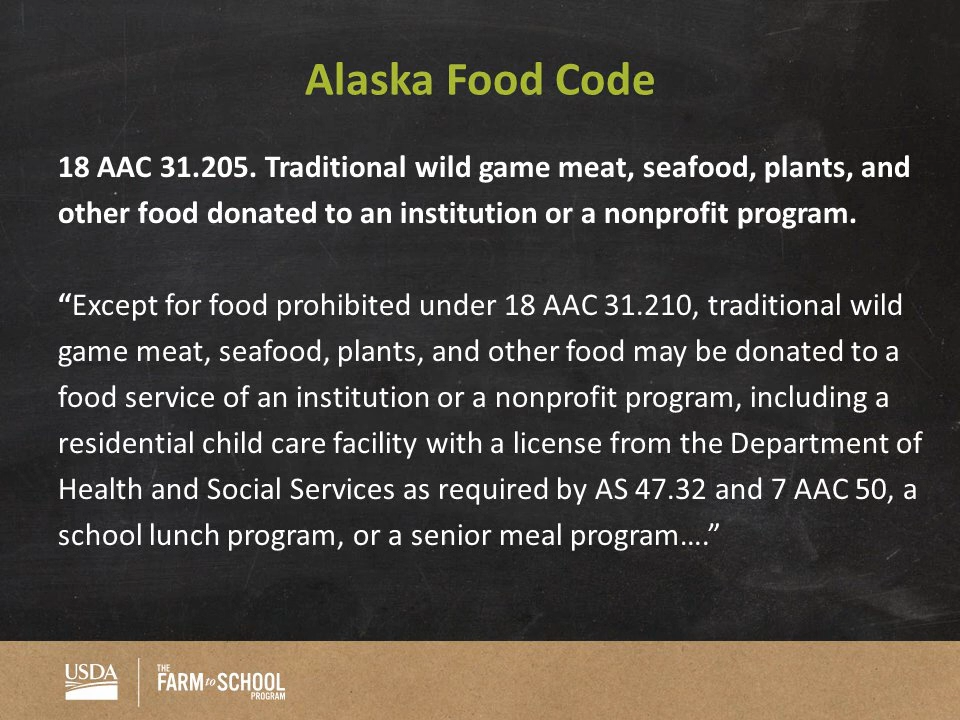 Alaska Food Code
18 AAC 31.205. Traditional wild game meat, seafood, plants, and
other food donated to an institution or a nonprofit program.
“Except for food prohibited under 18 AAC 31.210, traditional wild
game meat, seafood, plants, and other food may be donated to a
food service of an institution or a nonprofit program, including a
residential child care facility with a license from the Department of
Health and Social Services as required by AS 47.32 and 7 AAC 50, a
school lunch program, or a senior meal program….”
USDA
THE
FARM to SCHOOL
PROGRAM